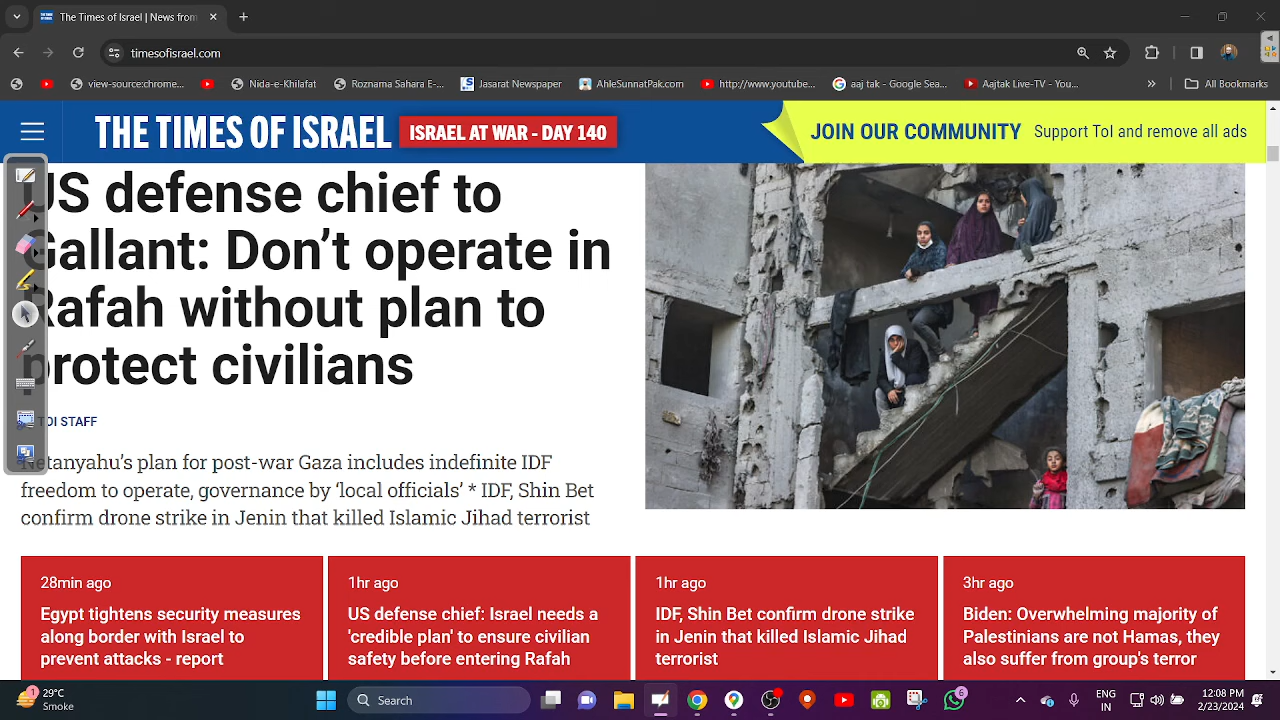 The Times of Israel | News from
timesofisrael.com
view-source:chrome...
Nida-e-Khilafat
Roznama Sahara E-...
Jasarat Newspaper
AhleSunnatPak.com
http://www.youtube...
aaj tak - Google Sea...
Aajtak Live-TV - You...
All Bookmarks
THE TIMES OF ISRAEL
ISRAEL AT WAR - DAY 140
JOIN OUR COMMUNITY Support ToI and remove all ads
US defense chief to
Gallant: Don’t operate in
Rafah without plan to
protect civilians
TOI STAFF
Netanyahu’s plan for post-war Gaza includes indefinite IDF
freedom to operate, governance by ‘local officials’ * IDF, Shin Bet
confirm drone strike in Jenin that killed Islamic Jihad terrorist
28min ago
Egypt tightens security measures
along border with Israel to
prevent attacks - report
1hr ago
US defense chief: Israel needs a
'credible plan' to ensure civilian
safety before entering Rafah
1hr ago
IDF, Shin Bet confirm drone strike
in Jenin that killed Islamic Jihad
terrorist
3hr ago
Biden: Overwhelming majority of
Palestinians are not Hamas, they
also suffer from group's terror
1
29°C
Smoke
Search
6
ENG
IN
12:08 PM
2/23/2024